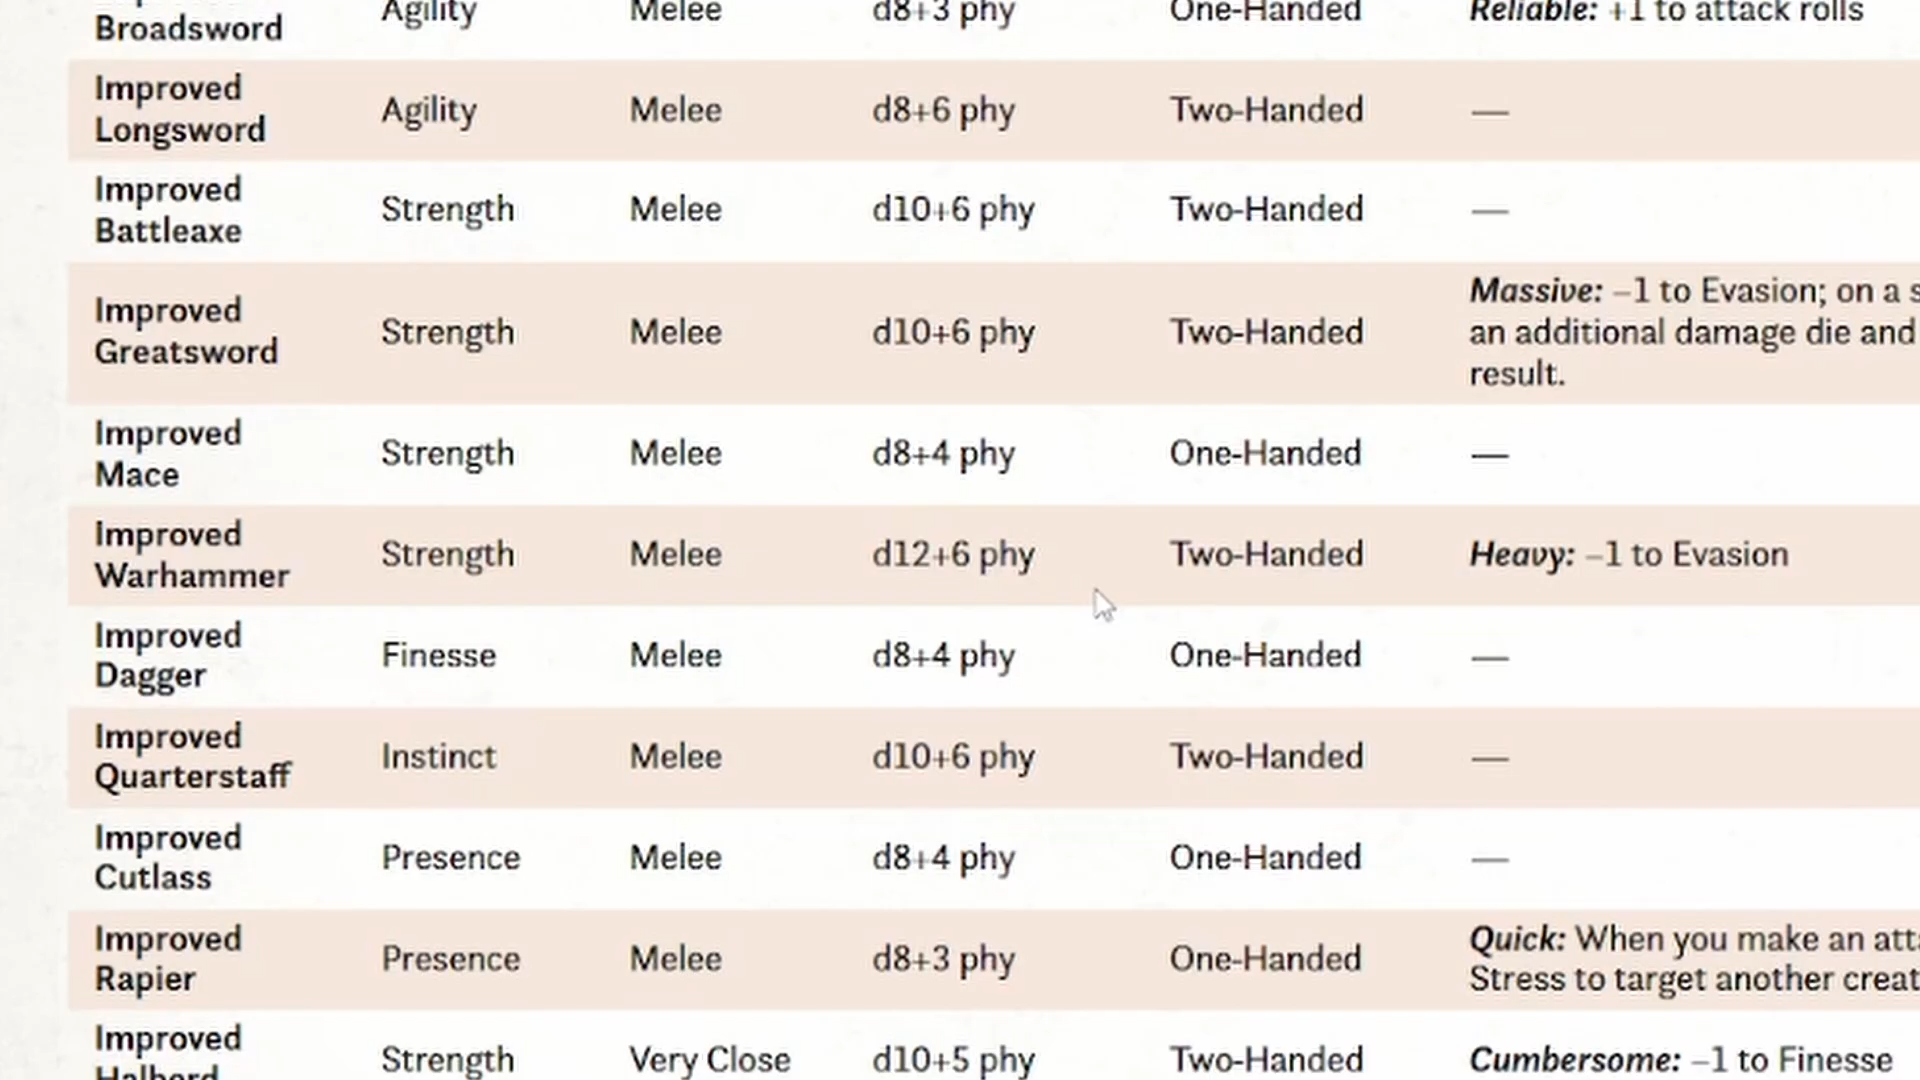 Broadsword Agility Melee d8+3 phy One-Handed Reliable: +1 to attack rolls
Improved
Longsword Agility Melee d8+6 phy Two-Handed —
Improved
Battleaxe Strength Melee d10+6 phy Two-Handed —
Improved
Greatsword Strength Melee d10+6 phy Two-Handed Massive: –1 to Evasion; on a s
an additional damage die and
result.
Improved
Mace Strength Melee d8+4 phy One-Handed —
Improved
Warhammer Strength Melee d12+6 phy Two-Handed Heavy: –1 to Evasion
Improved
Dagger Finesse Melee d8+4 phy One-Handed —
Improved
Quarterstaff Instinct Melee d10+6 phy Two-Handed —
Improved
Cutlass Presence Melee d8+4 phy One-Handed —
Improved
Rapier Presence Melee d8+3 phy One-Handed Quick: When you make an atta
Stress to target another creat
Improved
Halberd Strength Very Close d10+5 phy Two-Handed Cumbersome: –1 to Finesse